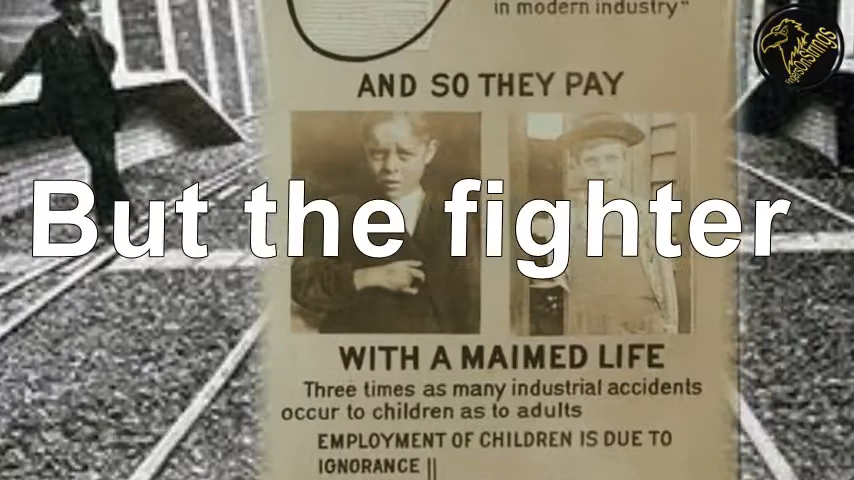 in modern industry"
AND SO THEY PAY
But the fighter
WITH A MAIMED LIFE
Three times as many industrial accidents
occur to children as to adults
EMPLOYMENT OF CHILDREN IS DUE TO
IGNORANCE
FingersOnStrings